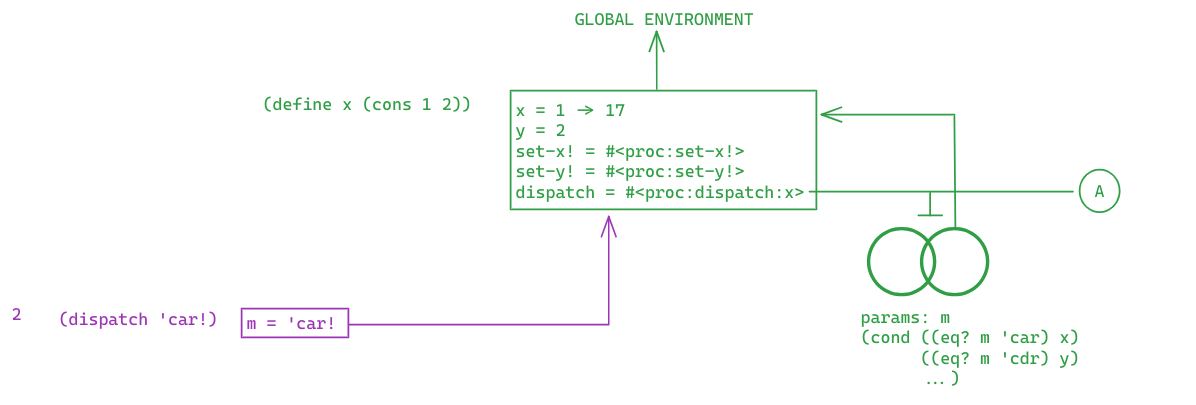 GLOBAL ENVIRONMENT
(define x (cons 1 2))
x = 1 → 17
y = 2
set-x! = #<proc:set-x!>
set-y! = #<proc:set-y!>
dispatch = #<proc:dispatch:x>
A
2 (dispatch 'car!) m = 'car!
params: m
(cond ((eq? m 'car) x)
((eq? m 'cdr) y)
...)